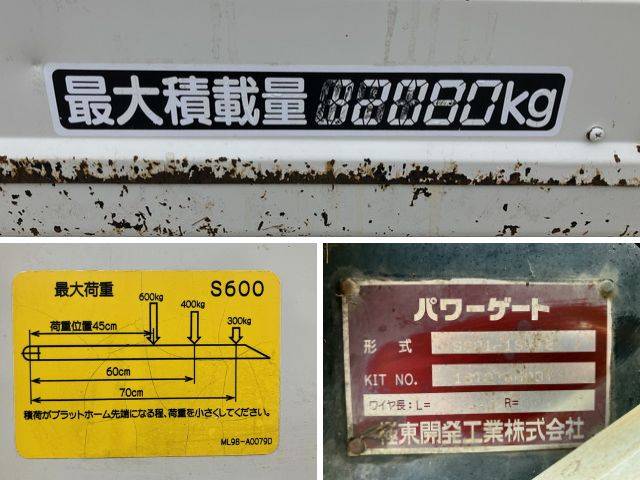 最大積載量 kg
最大荷重 S600
600kg
400kg
300kg
荷重位置45cm
60cm
70cm
積荷がプラットホーム先端になる程、荷重を小さくしてください。
ML98-A0079D
パワーゲート
形式
KIT NO.
ワイヤ長:L= R=
極東開発工業株式会社